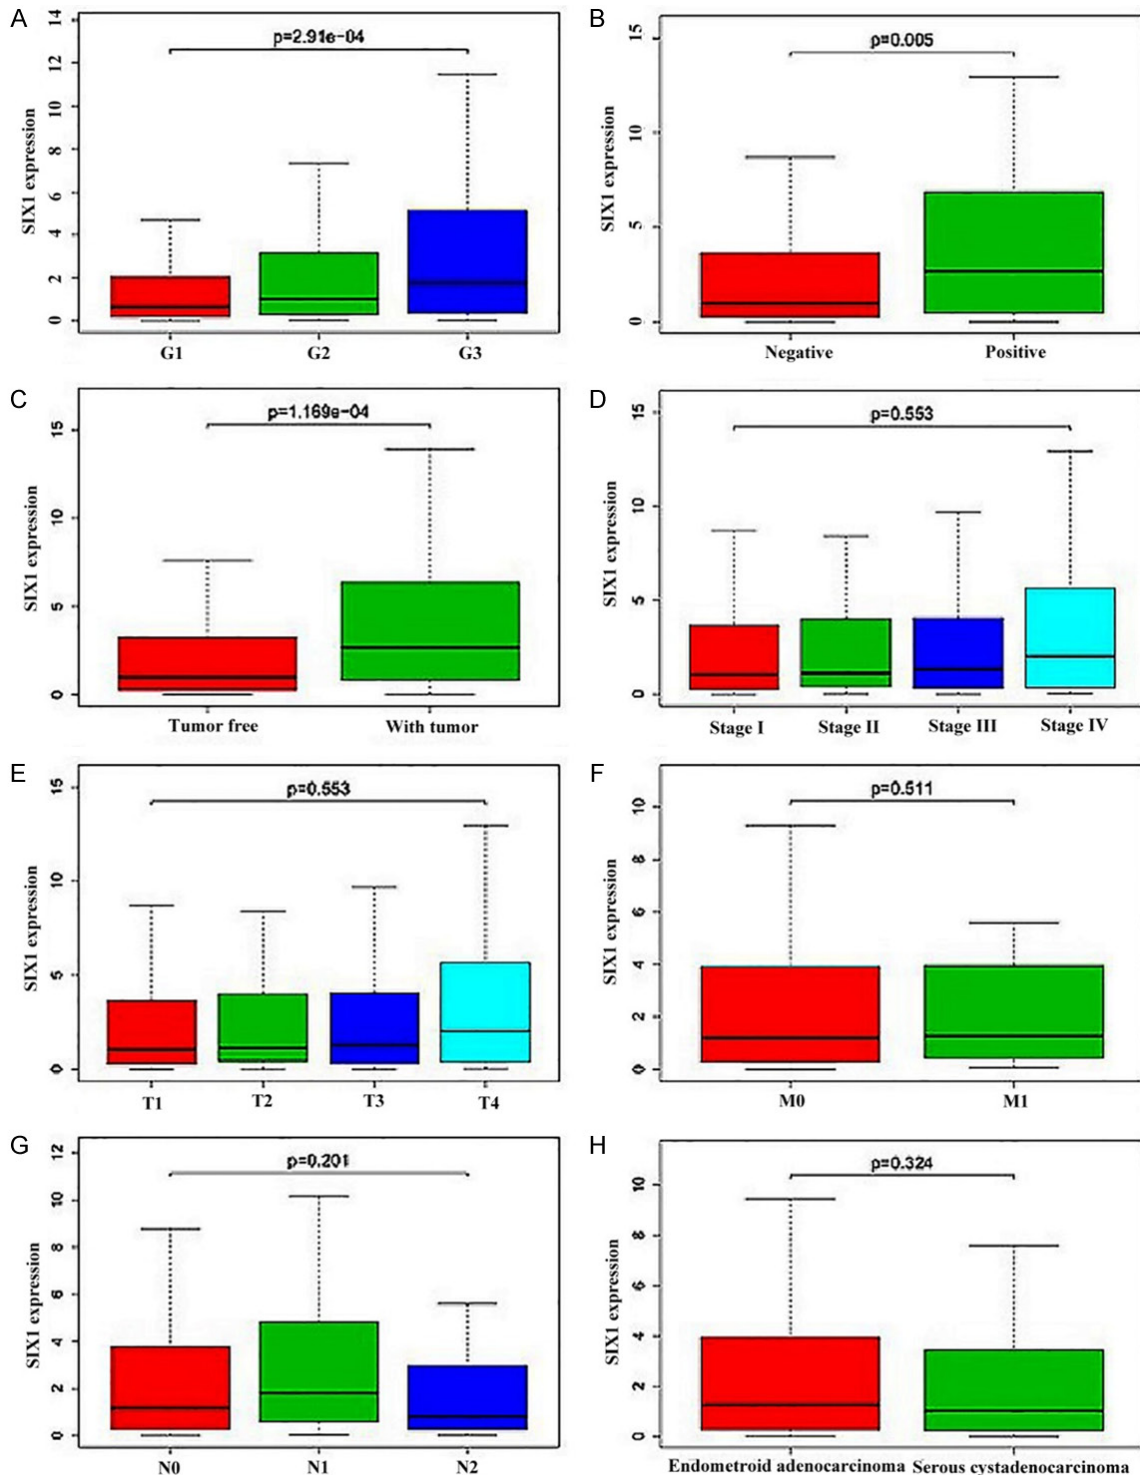 A
p=2.91e-04
SIX1 expression
0 2 4 6 8 10 12 14
G1 G2 G3
B
p=0.005
SIX1 expression
0 5 10 15
Negative Positive
C
p=1.169e-04
SIX1 expression
0 5 10 15
Tumor free With tumor
D
p=0.553
SIX1 expression
0 5 10 15
Stage I Stage II Stage III Stage IV
E
p=0.553
SIX1 expression
0 5 10 15
T1 T2 T3 T4
F
p=0.511
SIX1 expression
0 2 4 6 8 10
M0 M1
G
p=0.201
SIX1 expression
0 2 4 6 8 10 12
N0 N1 N2
H
p=0.324
SIX1 expression
0 2 4 6 8 10
Endometroid adenocarcinoma Serous cystadenocarcinoma